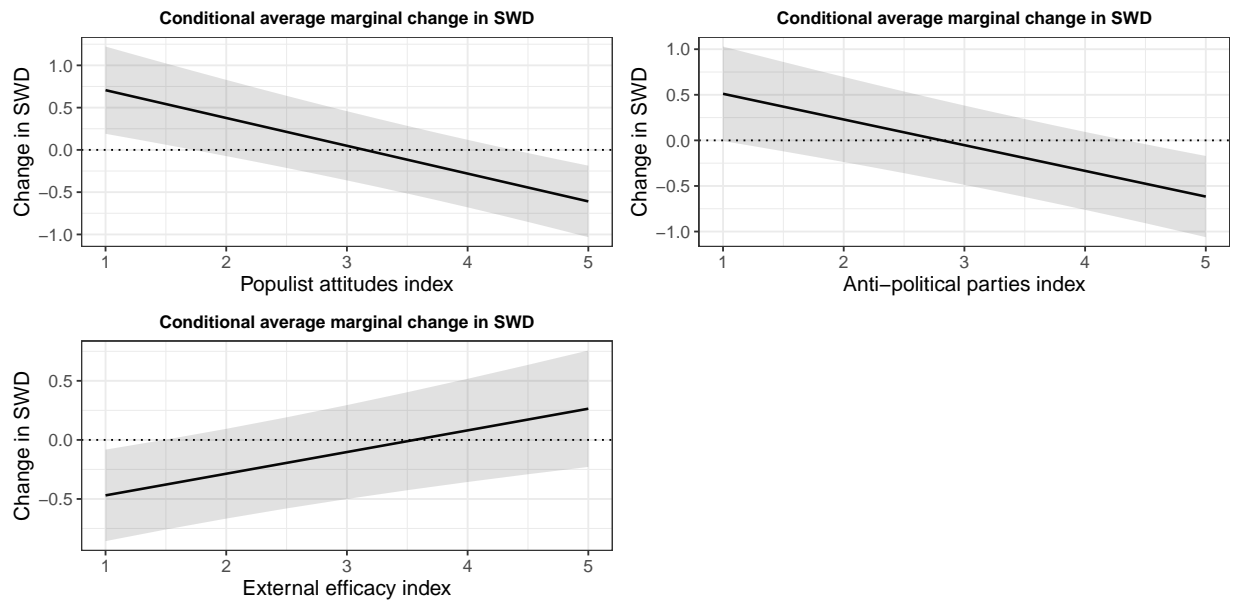 Conditional average marginal change in SWD
Change in SWD
1.0
0.5
0.0
−0.5
−1.0
1 2 3 4 5
Populist attitudes index
Conditional average marginal change in SWD
Change in SWD
1.0
0.5
0.0
−0.5
−1.0
1 2 3 4 5
Anti−political parties index
Conditional average marginal change in SWD
Change in SWD
0.5
0.0
−0.5
1 2 3 4 5
External efficacy index